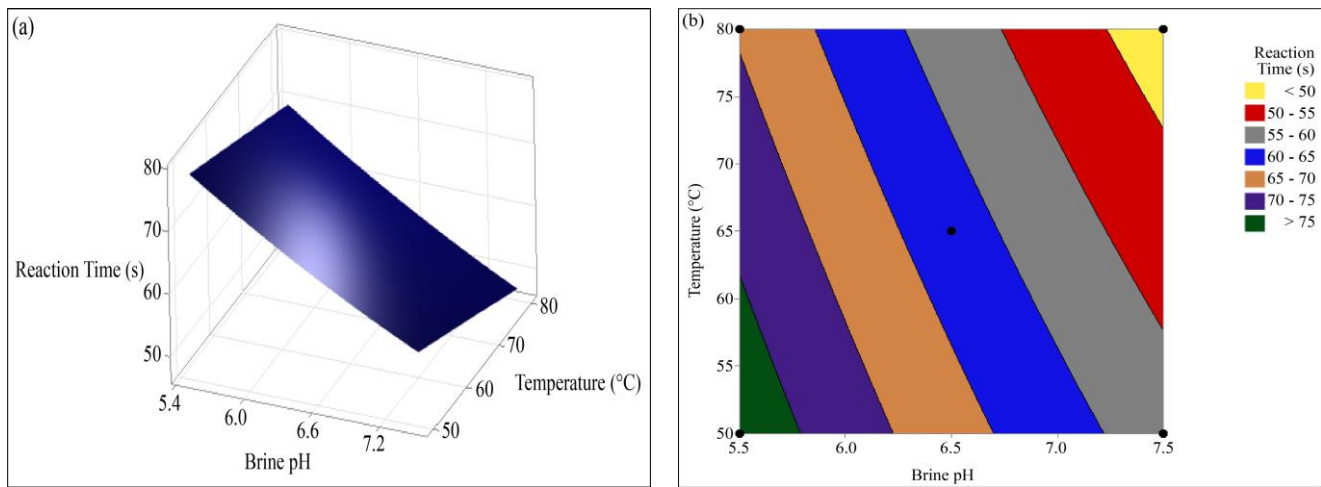 (a)
80
70
60
50
Reaction Time (s)
5.4
6.0
6.6
7.2
Brine pH
50
60
70
80
Temperature (°C)
(b)
80
75
70
65
60
55
50
Temperature (°C)
5.5
6.0
6.5
7.0
7.5
Brine pH
Reaction
Time (s)
< 50
50 - 55
55 - 60
60 - 65
65 - 70
70 - 75
> 75